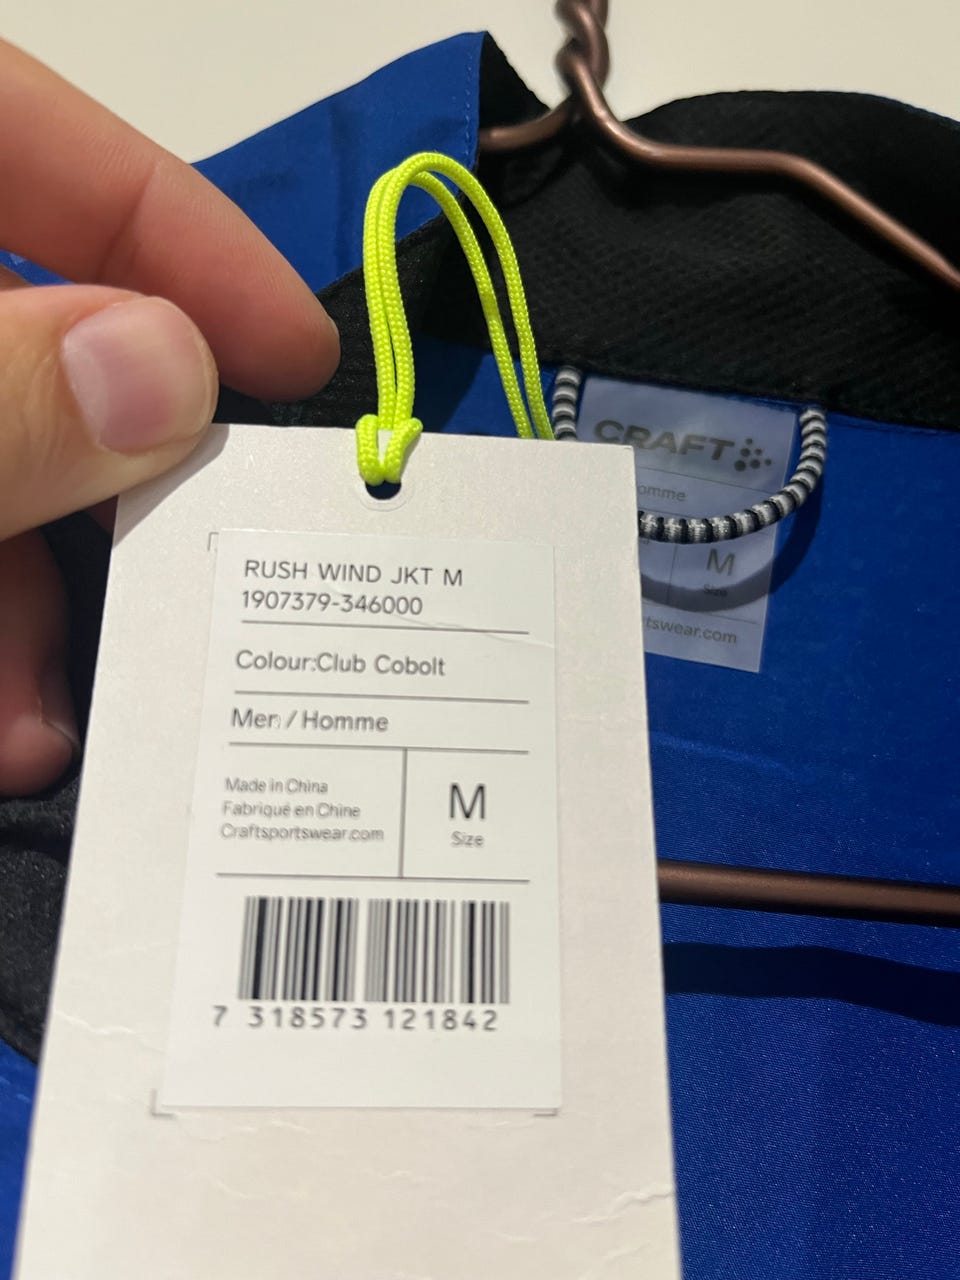 CRAFT
omme
M
Size
tswear.com
RUSH WIND JKT M
1907379-346000
Colour:Club Cobolt
Men / Homme
Made in China
Fabriqué en Chine
Craftsportswear.com
M
Size
7 318573 121842